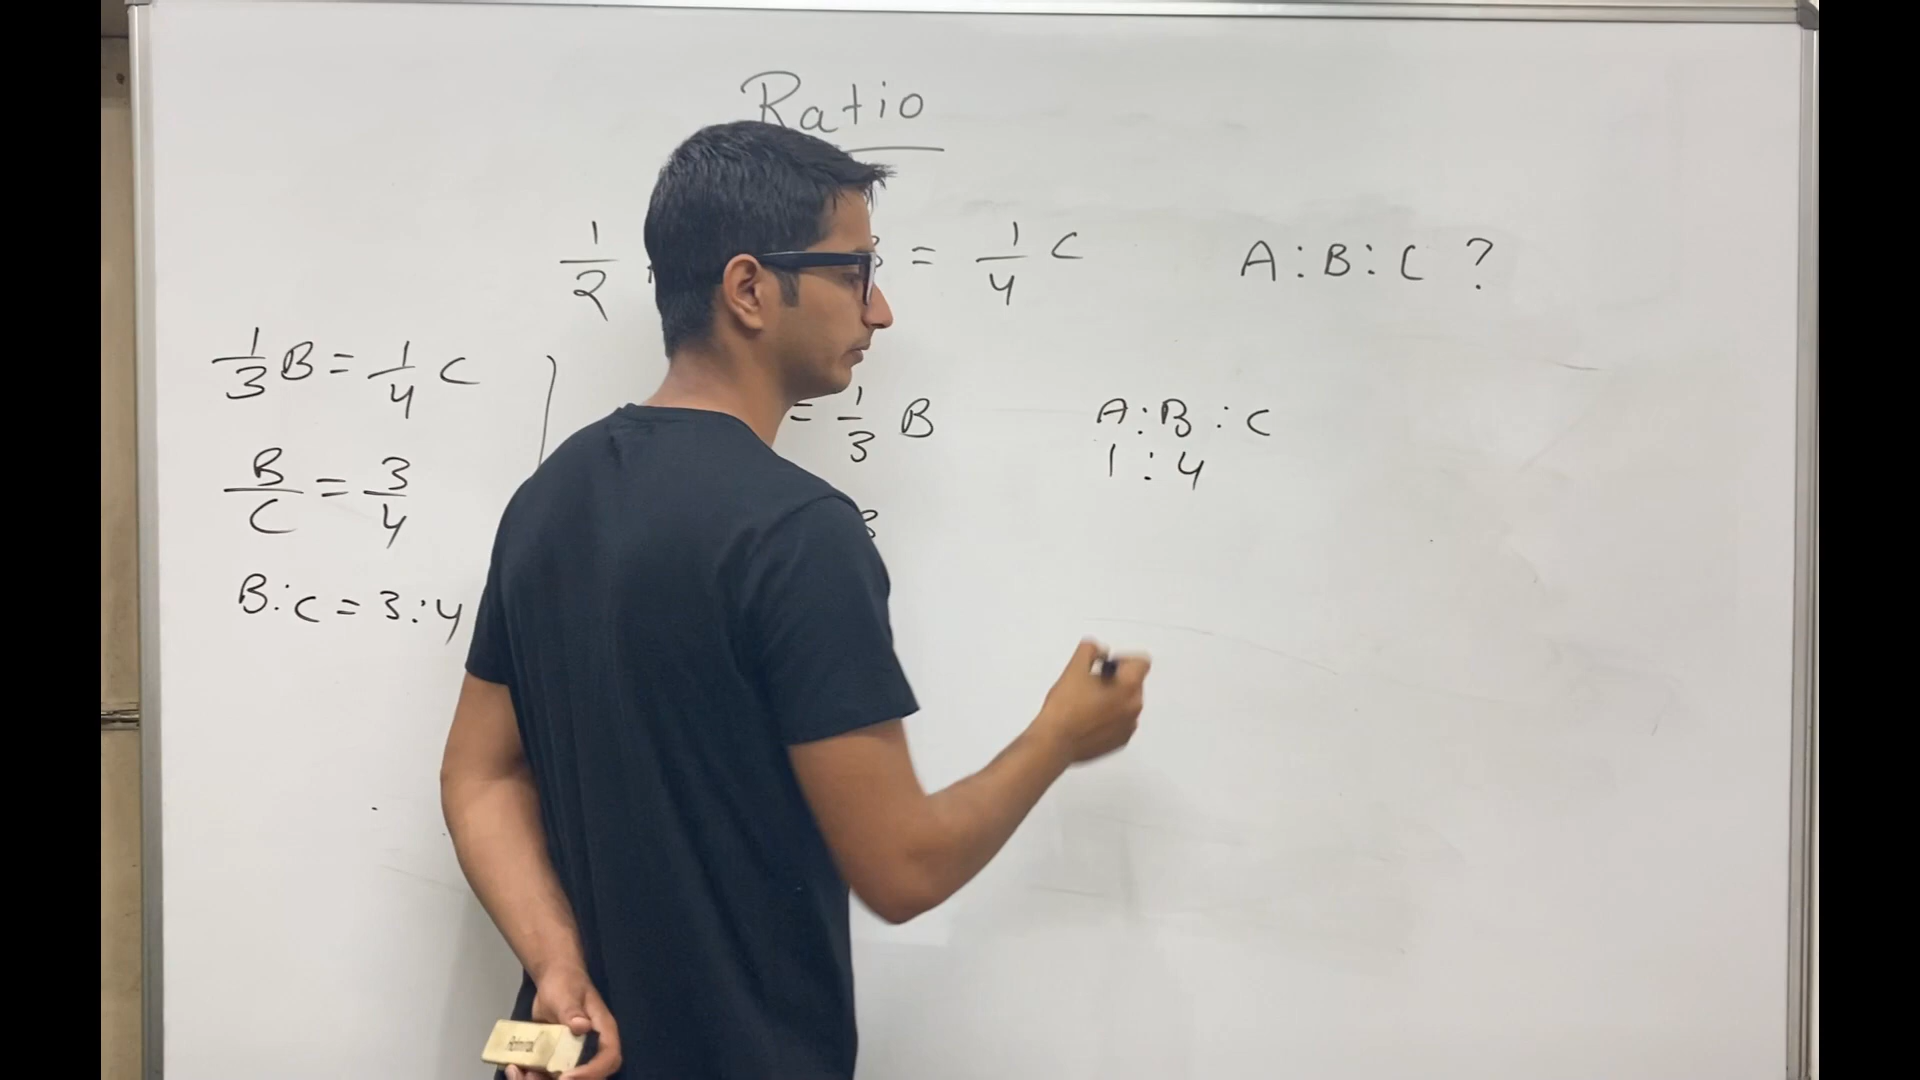 Ratio
1/2 B = 1/4 C A : B : C ?
1/3 B = 1/4 C
B/C = 3/4
B : C = 3 : 4
= 1/3 B
A : B : C
1 : 4